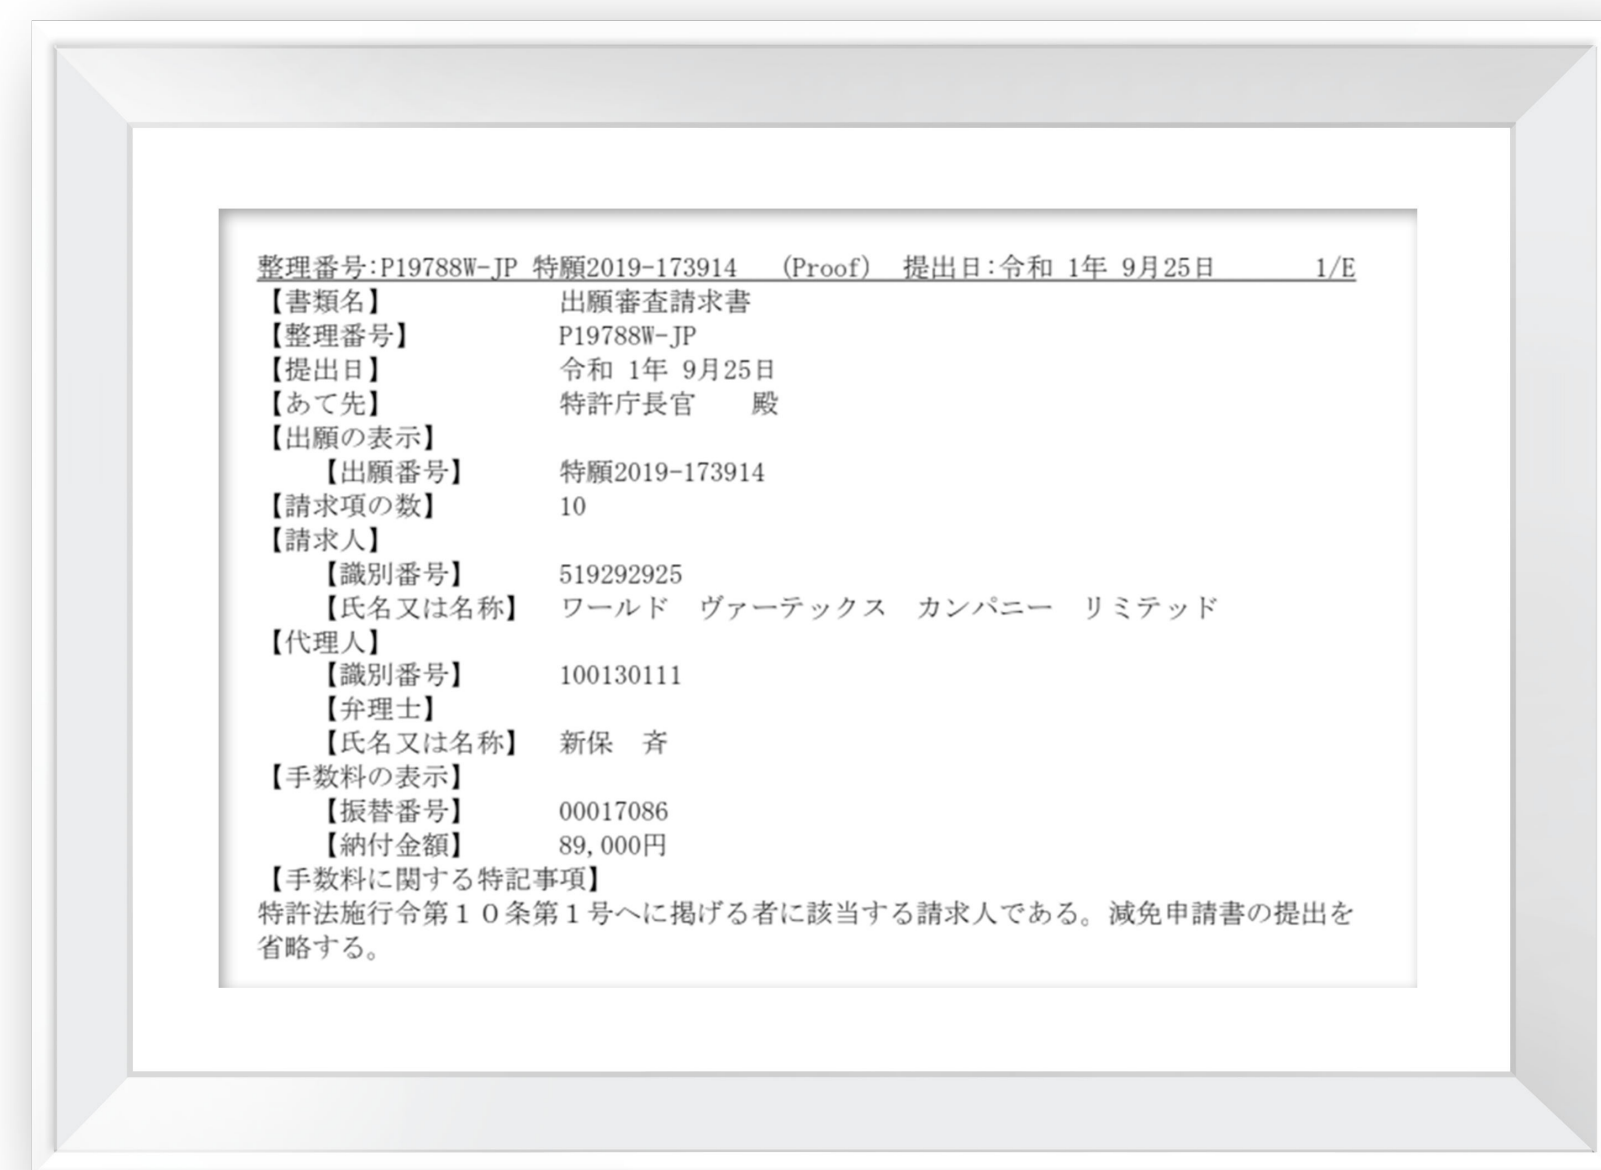 整理番号:P19788W-JP 特願2019-173914 (Proof) 提出日:令和 1年 9月25日 1/E
【書類名】 出願審査請求書
【整理番号】 P19788W-JP
【提出日】 令和 1年 9月25日
【あて先】 特許庁長官 殿
【出願の表示】
【出願番号】 特願2019-173914
【請求項の数】 10
【請求人】
【識別番号】 519292925
【氏名又は名称】 ワールド ヴァーテックス カンパニー リミテッド
【代理人】
【識別番号】 100130111
【弁理士】
【氏名又は名称】 新保 斉
【手数料の表示】
【振替番号】 00017086
【納付金額】 89,000円
【手数料に関する特記事項】
特許法施行令第10条第1号へに掲げる者に該当する請求人である。減免申請書の提出を
省略する。